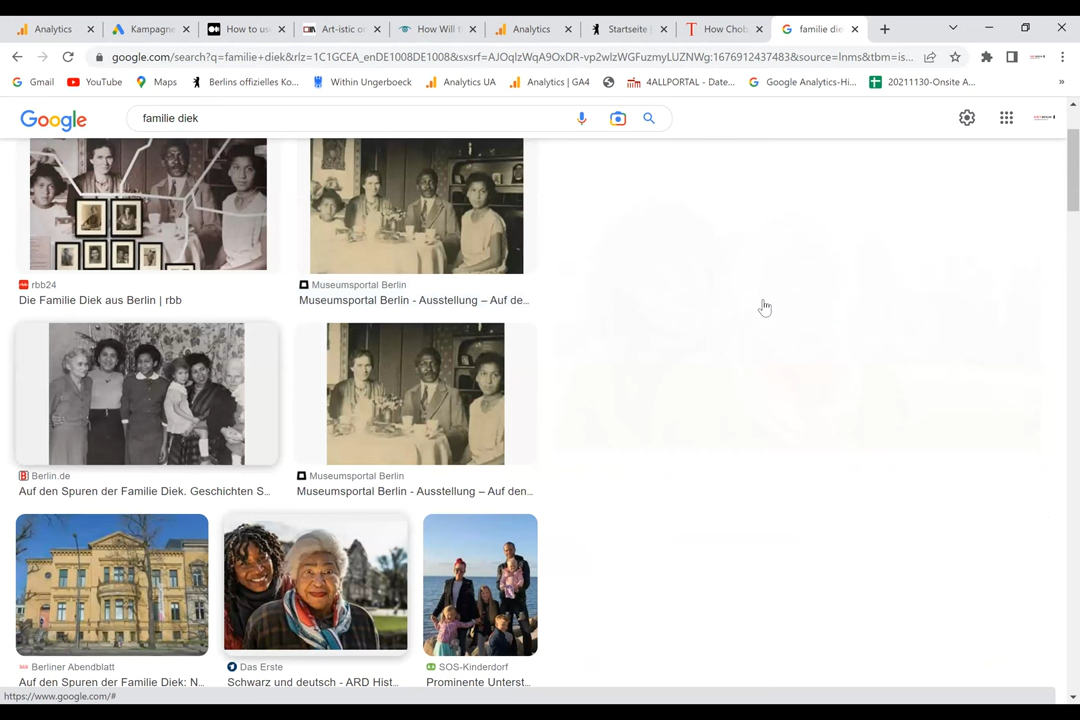 Analytics
Kampagne
How to us
Art-istic o
How Will t
Analytics
Startseite |
How Chob
familie die
google.com/search?q=familie+diek&rlz=1C1GCEA_enDE1008DE1008&sxsrf=AJOqlzWqA9OxDR-vp2wlzWGFuzmyLUZNWg:1676912437483&source=lnms&tbm=is...
Gmail
YouTube
Maps
Berlins offizielles Ko...
Within Ungerboeck
Analytics UA
Analytics | GA4
4ALLPORTAL - Date...
Google Analytics-Hi...
20211130-Onsite A...
»
Google
familie diek
rbb24
Die Familie Diek aus Berlin | rbb
Museumsportal Berlin
Museumsportal Berlin - Ausstellung – Auf de...
Berlin.de
Auf den Spuren der Familie Diek. Geschichten S...
Museumsportal Berlin
Museumsportal Berlin - Ausstellung – Auf den...
Berliner Abendblatt
Auf den Spuren der Familie Diek: N...
Das Erste
Schwarz und deutsch - ARD Hist...
SOS-Kinderdorf
Prominente Unterst...
https://www.google.com/#